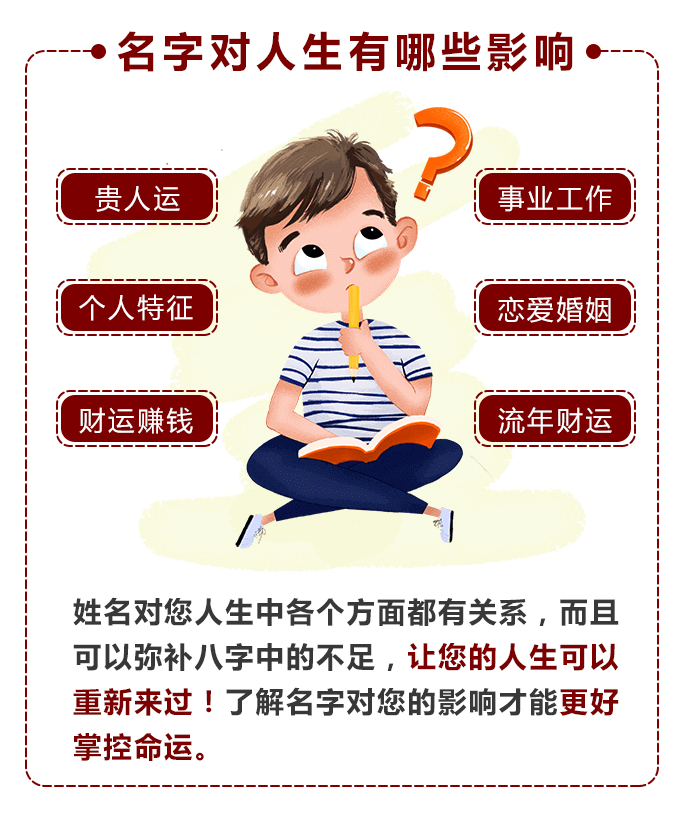 名字对人生有哪些影响
贵人运
事业工作
个人特征
恋爱婚姻
财运赚钱
流年财运
姓名对您人生中各个方面都有关系，而且
可以弥补八字中的不足，让您的人生可以
重新来过！了解名字对您的影响才能更好
掌控命运。